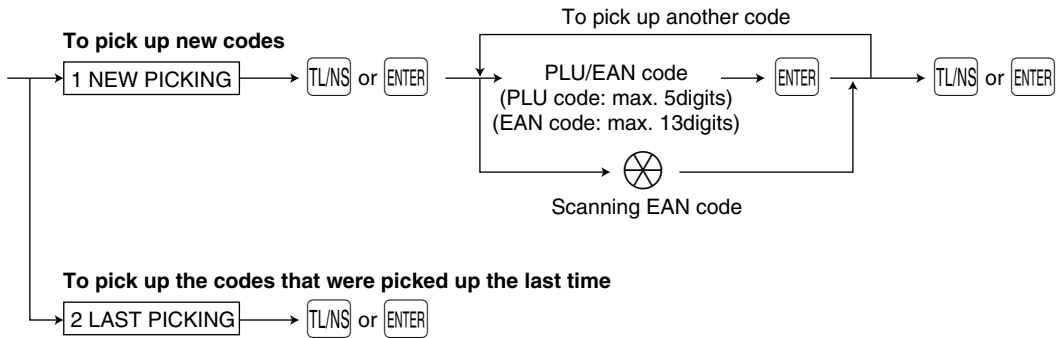 To pick up another code
To pick up new codes
1 NEW PICKING TL/NS or ENTER PLU/EAN code ENTER TL/NS or ENTER
(PLU code: max. 5digits)
(EAN code: max. 13digits)
Scanning EAN code
To pick up the codes that were picked up the last time
2 LAST PICKING TL/NS or ENTER